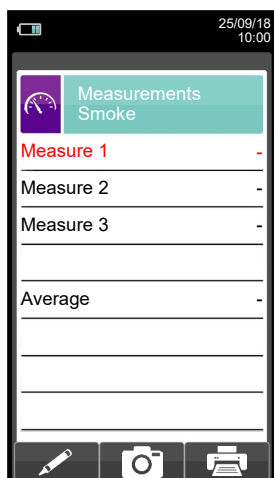 25/09/18
10:00
Measurements
Smoke
Measure 1 -
Measure 2 -
Measure 3 -
Average -